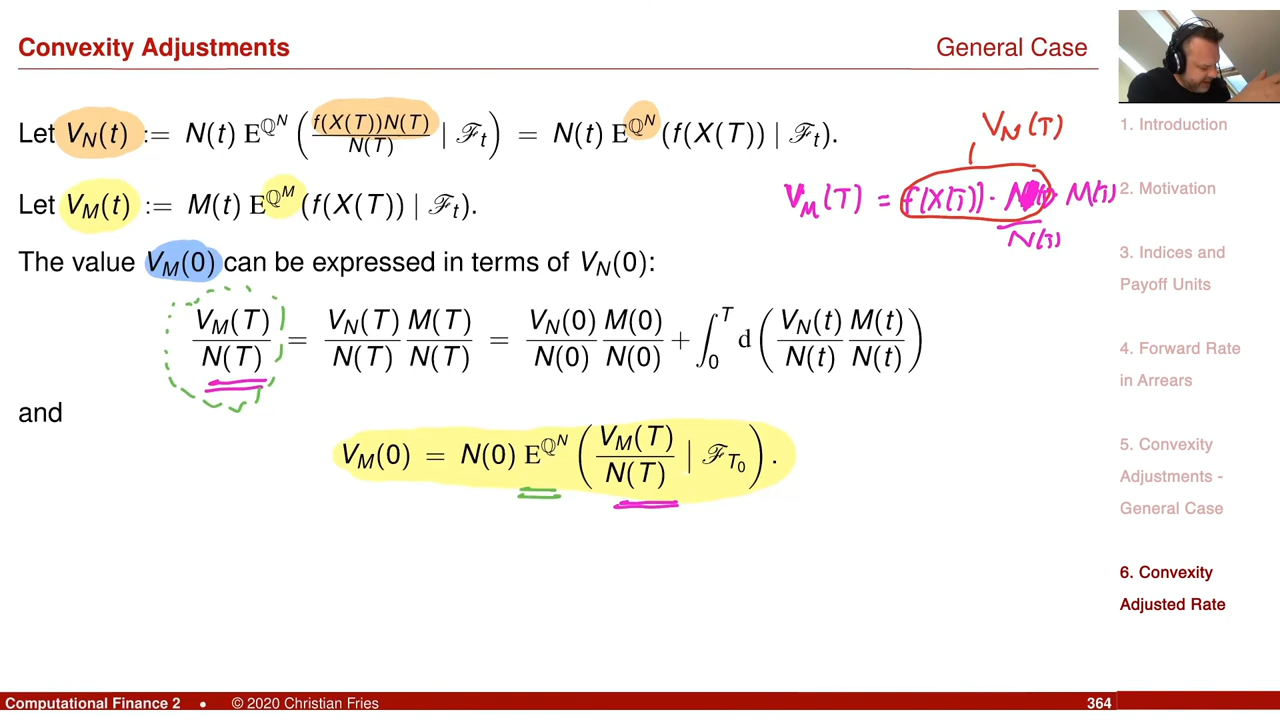 Convexity Adjustments
General Case
Let V_N(t) := N(t) E^{ℚ^N} ( f(X(T))N(T) / N(T) | ℱ_t ) = N(t) E^{ℚ^N} (f(X(T)) | ℱ_t).
V_N(T)
Let V_M(t) := M(t) E^{ℚ^M} (f(X(T)) | ℱ_t).
V_M(T) = f(X(T)) · M(T)
N(T)
The value V_M(0) can be expressed in terms of V_N(0):
V_M(T) / N(T) = V_N(T) / N(T) M(T) / N(T) = V_N(0) / N(0) M(0) / N(0) + ∫_0^T d ( V_N(t) / N(t) M(t) / N(t) )
and
V_M(0) = N(0) E^{ℚ^N} ( V_M(T) / N(T) | ℱ_{T_0} ).
1. Introduction
2. Motivation
3. Indices and
Payoff Units
4. Forward Rate
in Arrears
5. Convexity
Adjustments -
General Case
6. Convexity
Adjusted Rate
Computational Finance 2 • © 2020 Christian Fries 364